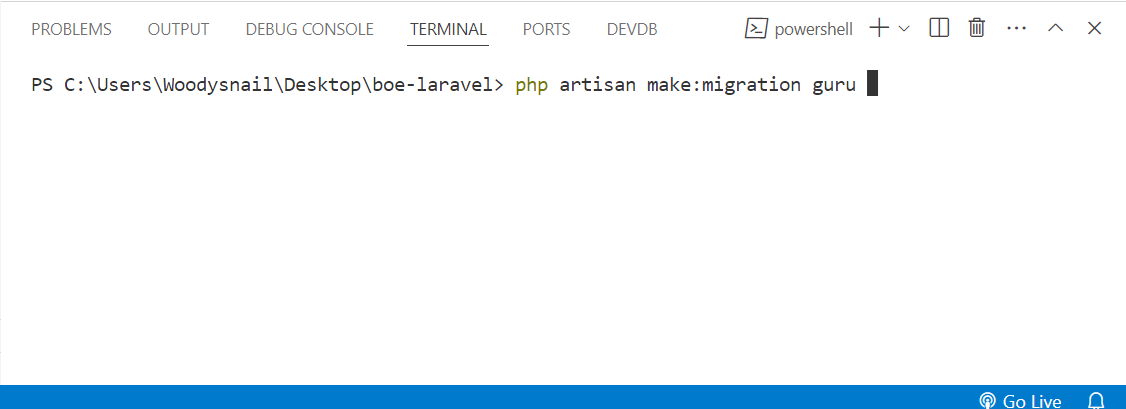 PROBLEMS OUTPUT DEBUG CONSOLE TERMINAL PORTS DEVDB powershell
PS C:\Users\Woodysnail\Desktop\boe-laravel> php artisan make:migration guru
Go Live